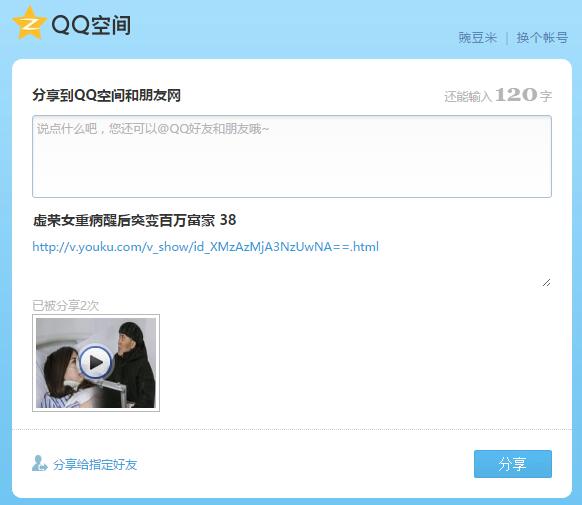 QQ空间
豌豆米 | 换个帐号
分享到QQ空间和朋友网 还能输入120字
说点什么吧，您还可以@QQ好友和朋友哦~
虚荣女重病醒后突变百万富家 38
http://v.youku.com/v_show/id_XMzAzMjA3NzUwNA==.html
已被分享2次
分享给指定好友 分享